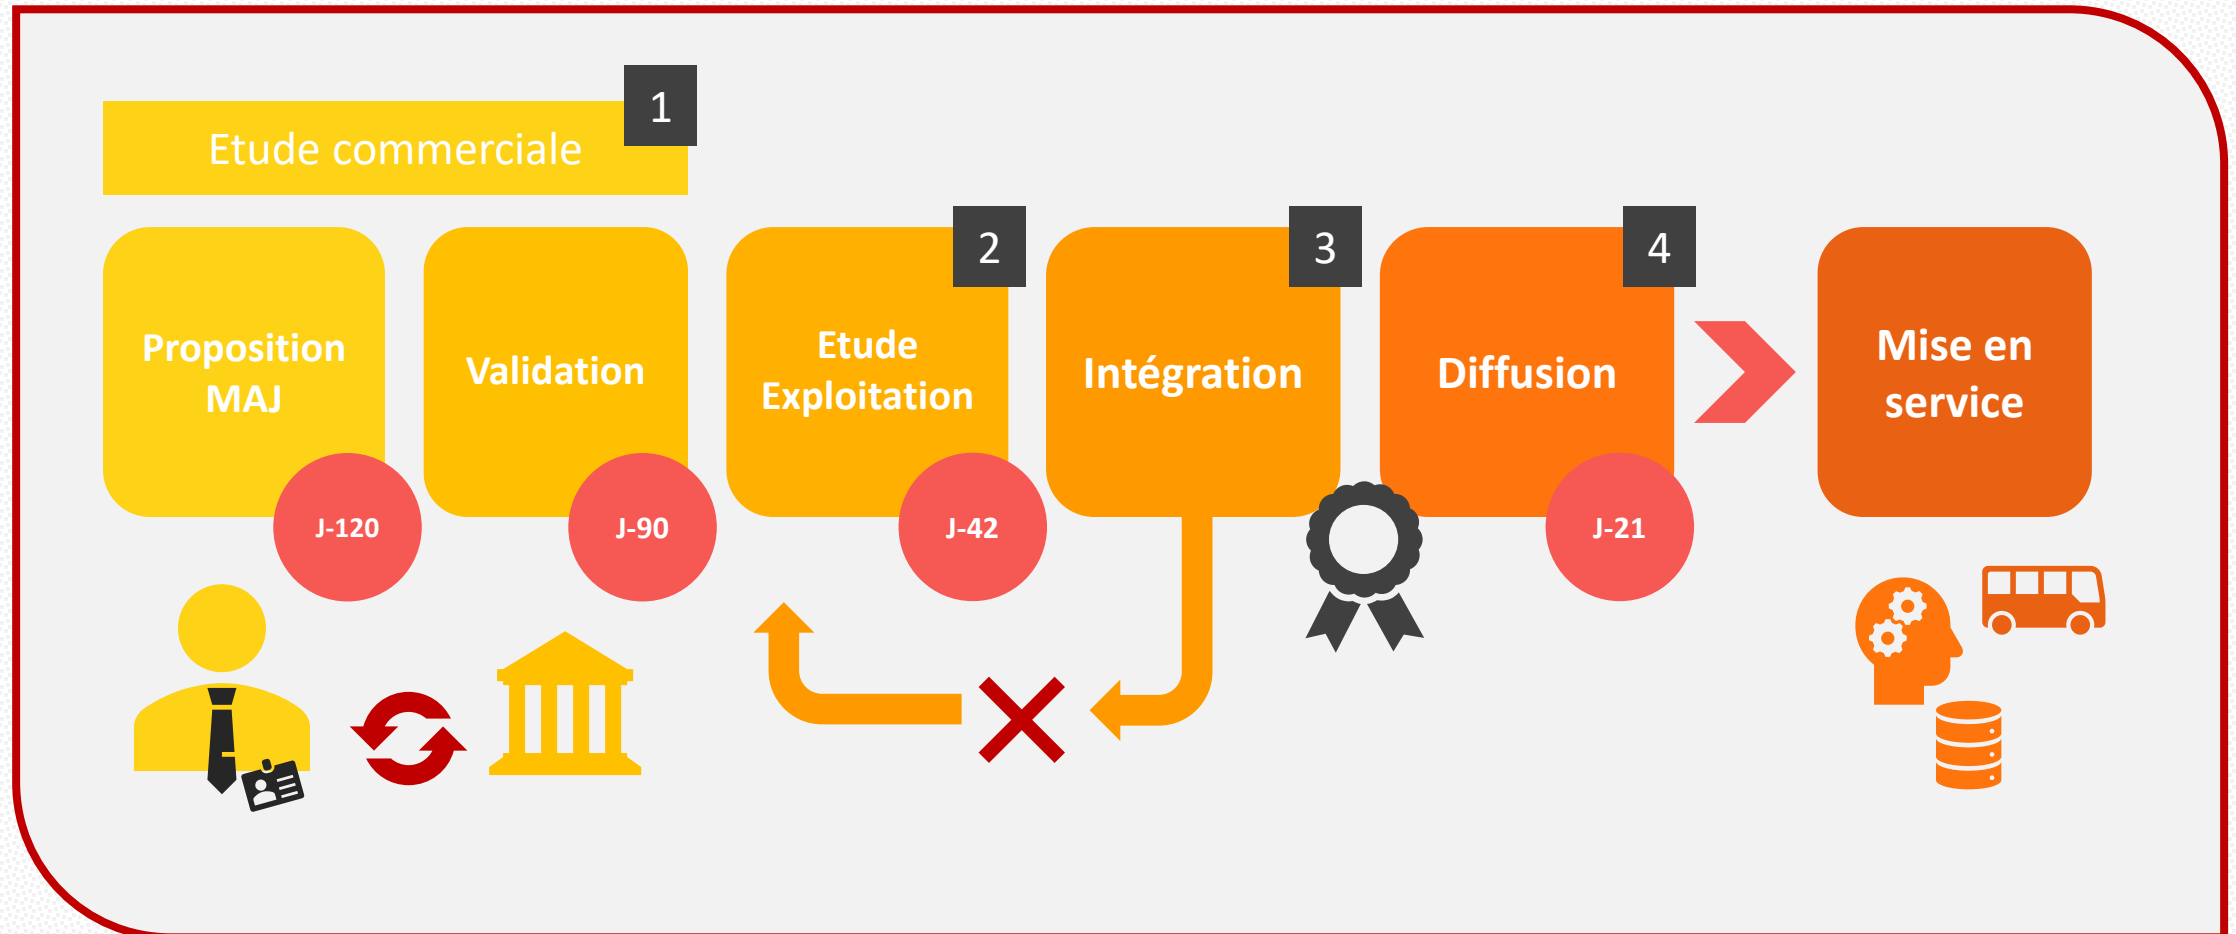 1
Etude commerciale
Proposition
MAJ
J-120
Validation
J-90
2
Etude
Exploitation
J-42
3
Intégration
4
Diffusion
J-21
Mise en
service